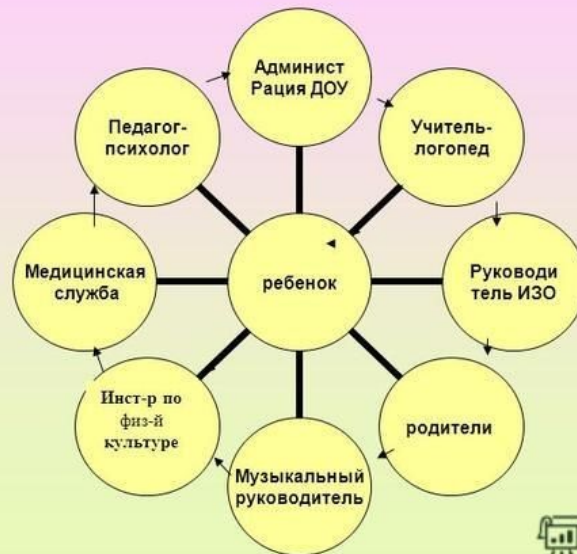 Админист
Рация ДОУ
Учитель-
логопед
Руководи
тель ИЗО
родители
Музыкальный
руководитель
Инст-р по
физ-й
культуре
Медицинская
служба
Педагог-
психолог
ребенок